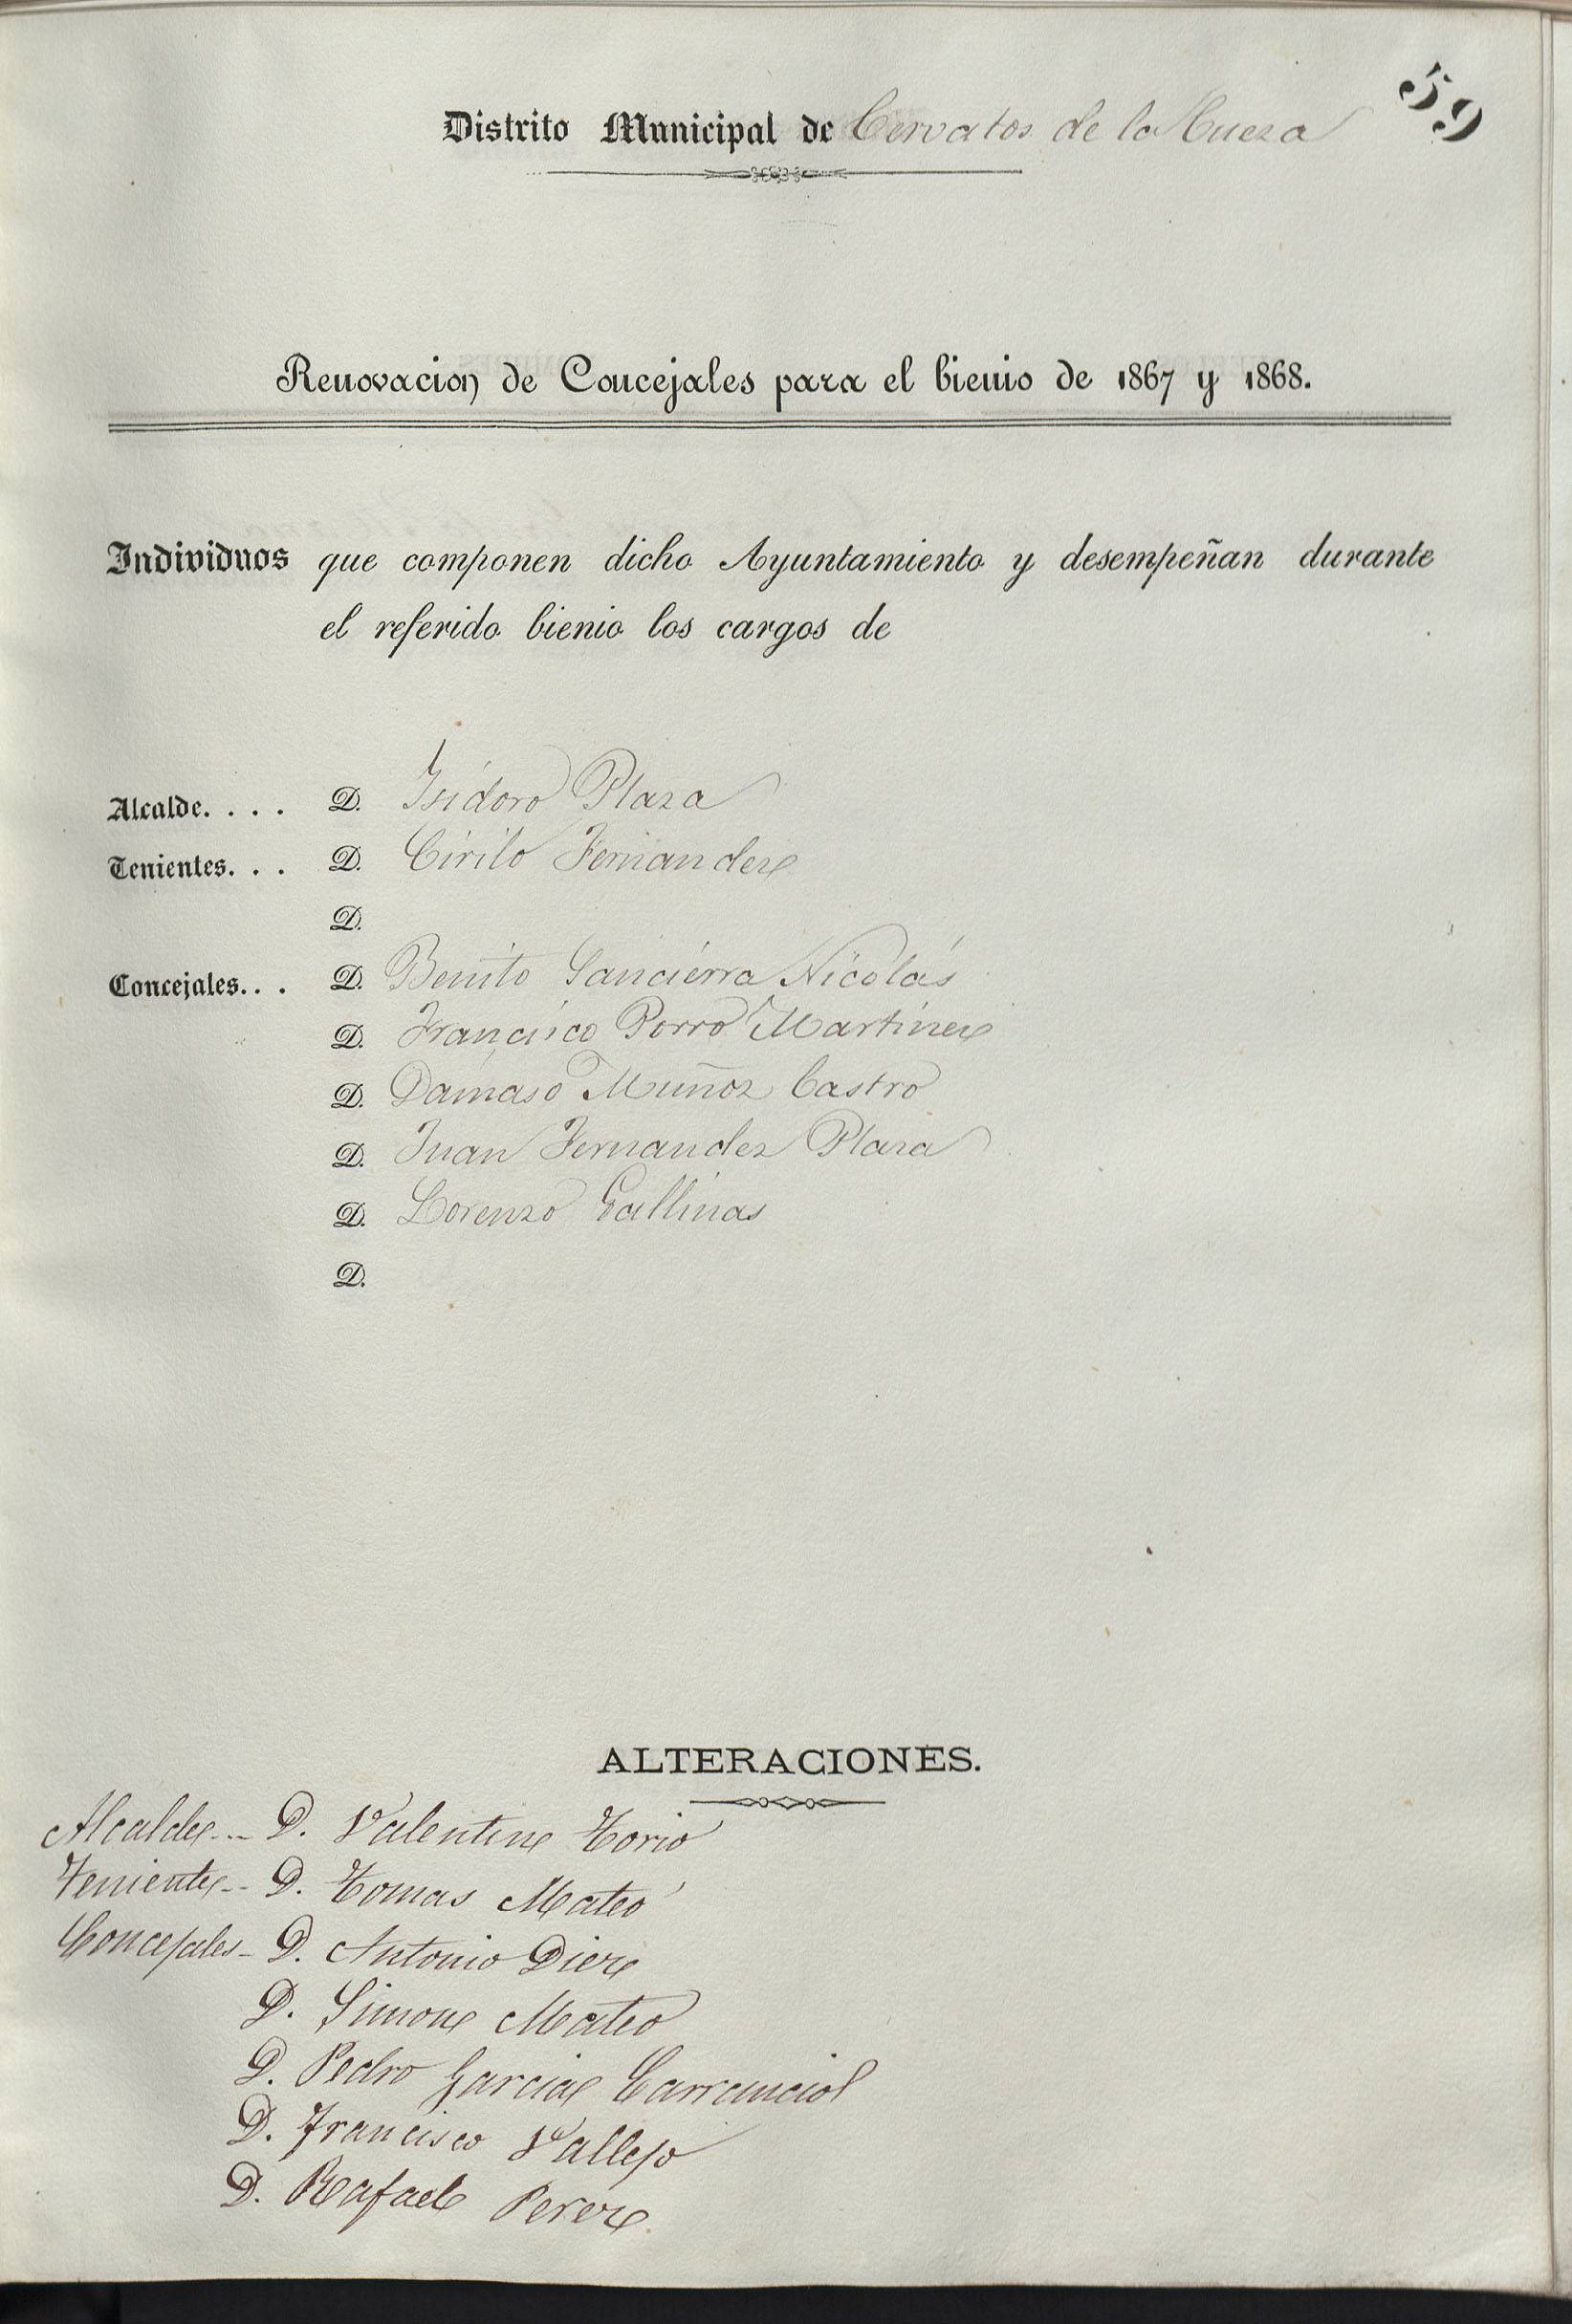 59
Distrito Municipal de Cervatos de la Cueza
Renovacion de Concejales para el bienio de 1867 y 1868.
Individuos que componen dicho Ayuntamiento y desempeñan durante
el referido bienio los cargos de
Alcalde. . . . D. Isidoro Plaza
Tenientes. . . D. Cirilo Fernandez
D.
Concejales. . . D. Benito Sancierra Nicolás
D. Francisco Porro Martinez
D. Dámaso Muñoz Castro
D. Juan Fernandez Plaza
D. Lorenzo Gallinas
D.
ALTERACIONES.
Alcalde... D. Valentin Torio
Teniente.. D. Tomas Mateo
Concejales- D. Antonio Diez
D. Simon Mateo
D. Pedro Garcia
D. Francisco Vallejo
D. Rafael Perez